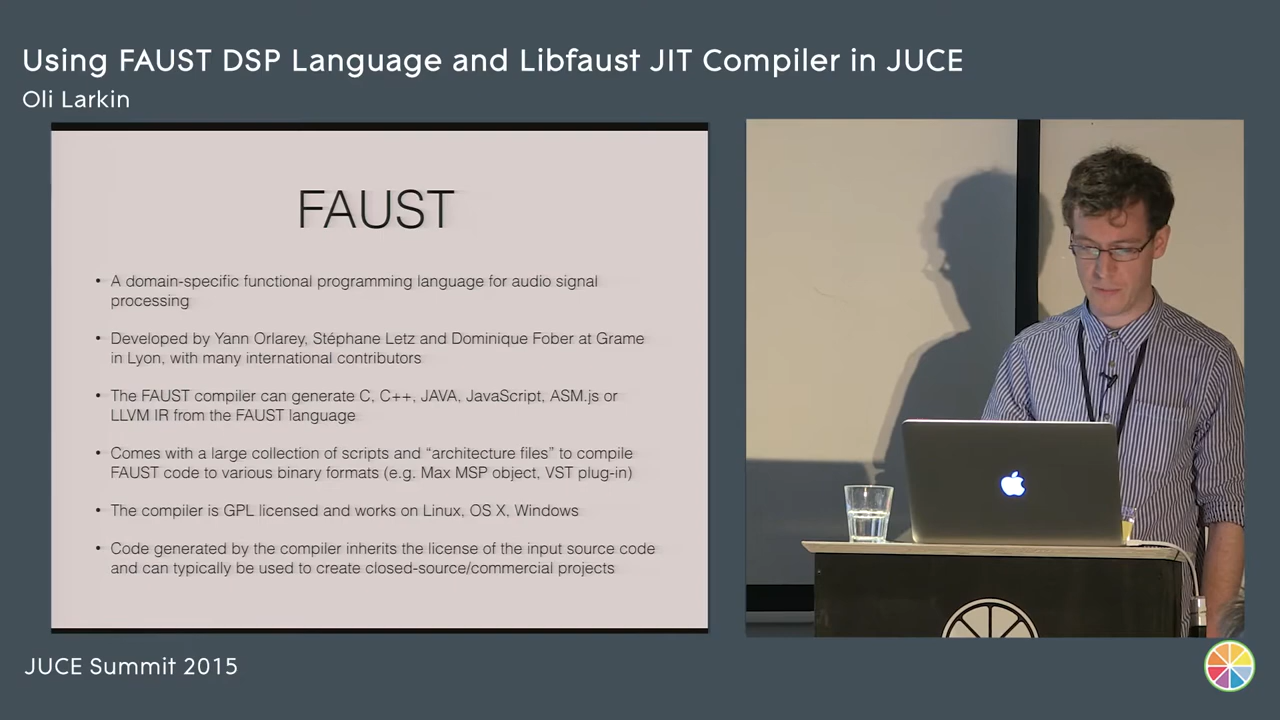 Using FAUST DSP Language and Libfaust JIT Compiler in JUCE
Oli Larkin
FAUST
• A domain-specific functional programming language for audio signal
processing
• Developed by Yann Orlarey, Stéphane Letz and Dominique Fober at Grame
in Lyon, with many international contributors
• The FAUST compiler can generate C, C++, JAVA, JavaScript, ASM.js or
LLVM IR from the FAUST language
• Comes with a large collection of scripts and “architecture files” to compile
FAUST code to various binary formats (e.g. Max MSP object, VST plug-in)
• The compiler is GPL licensed and works on Linux, OS X, Windows
• Code generated by the compiler inherits the license of the input source code
and can typically be used to create closed-source/commercial projects
JUCE Summit 2015